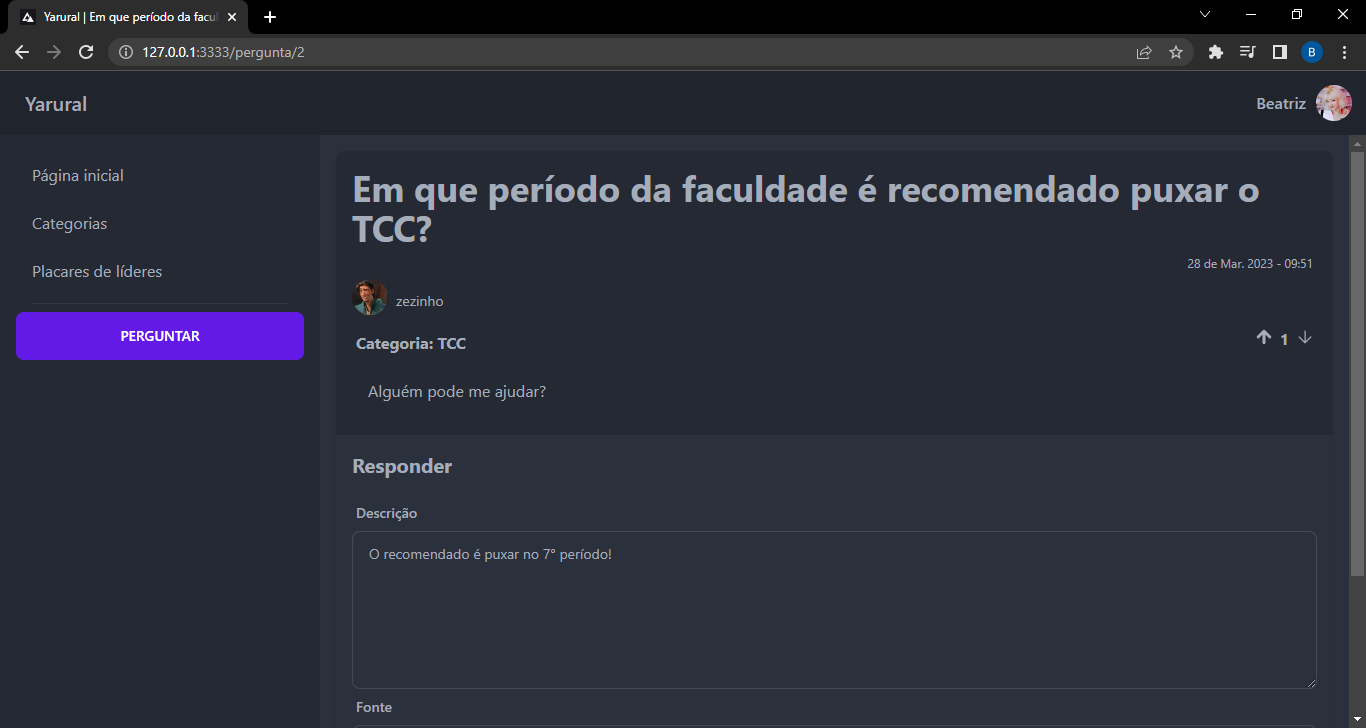 Yarural | Em que período da facul
127.0.0.1:3333/pergunta/2
B
Yarural
Beatriz
Página inicial
Categorias
Placares de líderes
PERGUNTAR
Em que período da faculdade é recomendado puxar o
TCC?
28 de Mar. 2023 - 09:51
zezinho
Categoria: TCC
1
Alguém pode me ajudar?
Responder
Descrição
O recomendado é puxar no 7° período!
Fonte